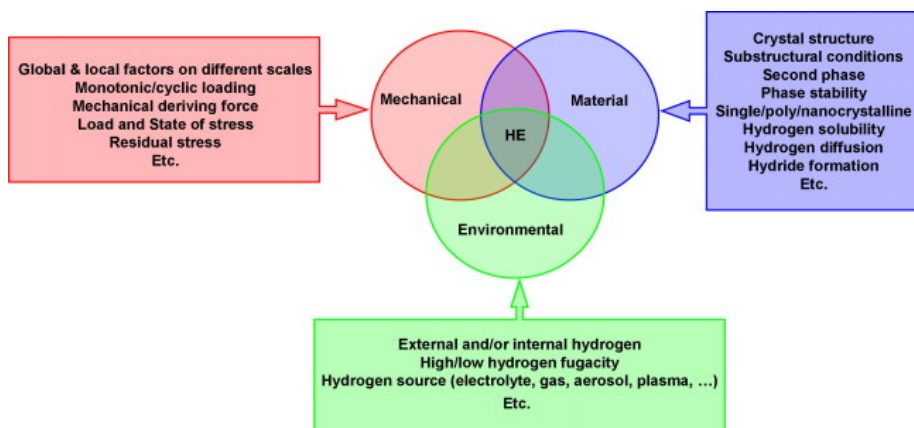 Global & local factors on different scales
Monotonic/cyclic loading
Mechanical deriving force
Load and State of stress
Residual stress
Etc.
Mechanical
Material
HE
Environmental
Crystal structure
Substructural conditions
Second phase
Phase stability
Single/poly/nanocrystalline
Hydrogen solubility
Hydrogen diffusion
Hydride formation
Etc.
External and/or internal hydrogen
High/low hydrogen fugacity
Hydrogen source (electrolyte, gas, aerosol, plasma, ...)
Etc.